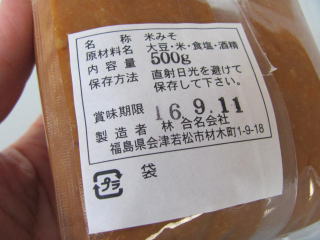 名称 米みそ
原材料名 大豆・米・食塩・酒精
内容量 500g
保存方法 直射日光を避けて
保存して下さい。
賞味期限 16.9.11
製造者 林 合名会社
福島県会津若松市材木町1-9-18
プラ 袋